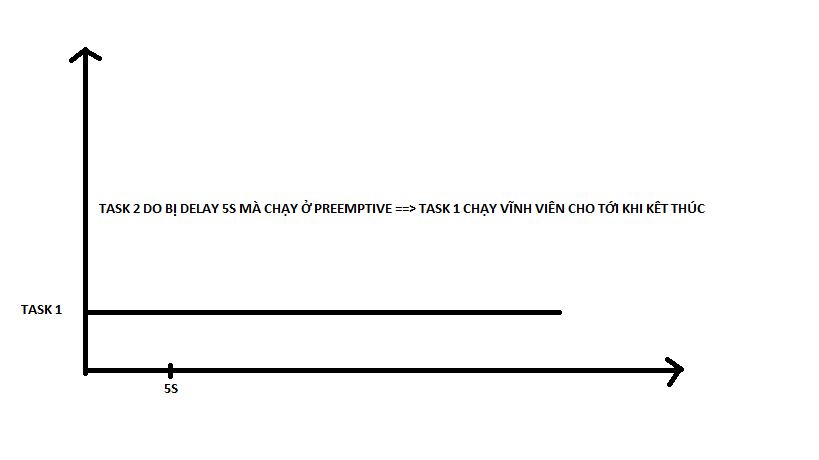 TASK 2 DO BỊ DELAY 5S MÀ CHẠY Ở PREEMPTIVE ==> TASK 1 CHẠY VĨNH VIÊN CHO TỚI KHI KÊT THÚC
TASK 1
5S